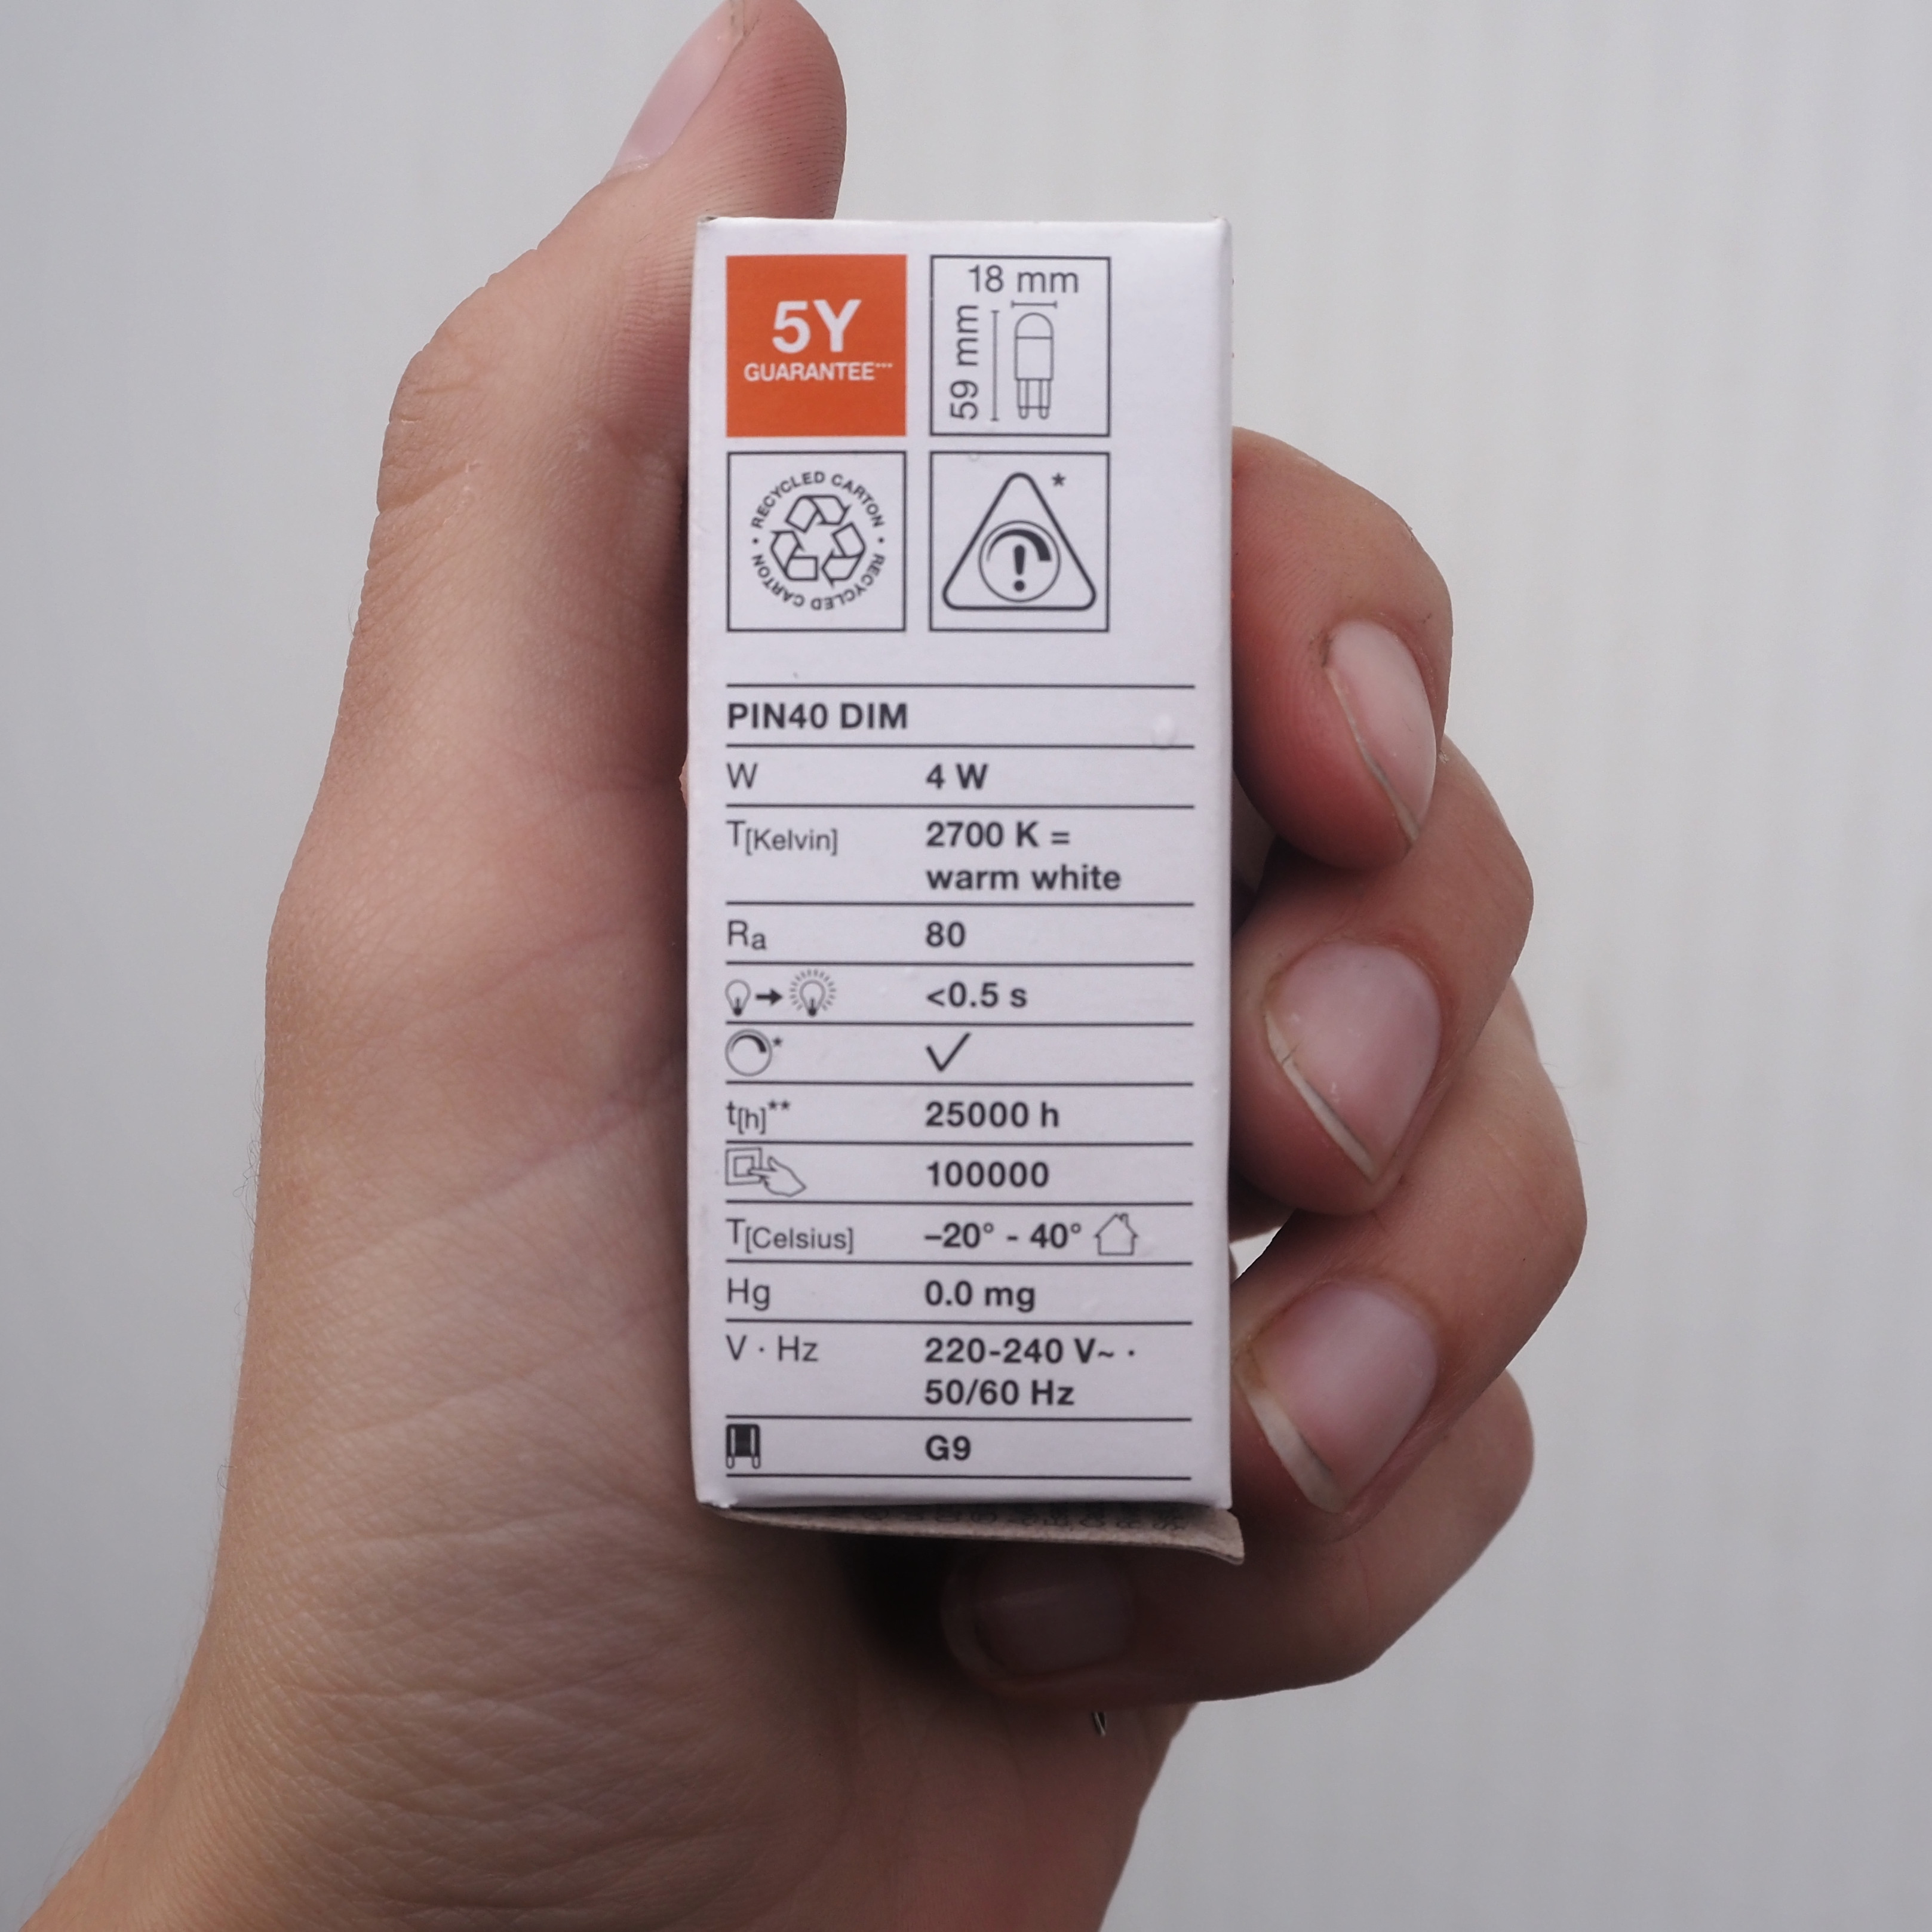 5Y
GUARANTEE***
18 mm
59 mm
RECYCLED CARTON • RECYCLED CARTON •
*
!
PIN40 DIM
W 4 W
T[Kelvin] 2700 K =
warm white
Ra 80
<0.5 s
* ✓
t[h]** 25000 h
100000
T[Celsius] –20° - 40°
Hg 0.0 mg
V · Hz 220-240 V~ ·
50/60 Hz
G9